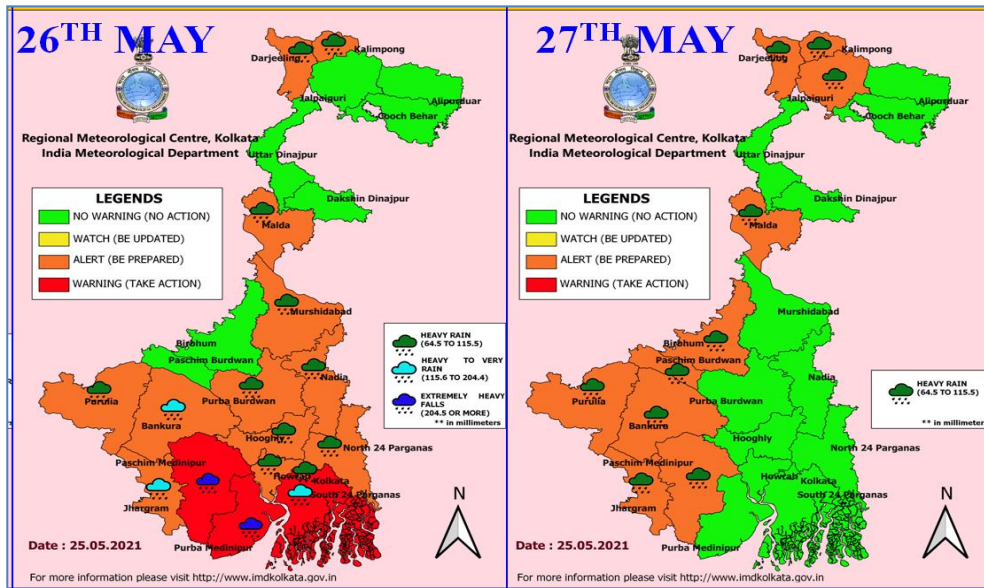 26TH MAY
Darjeeling
Kalimpong
Jalpaiguri
Alipurduar
Cooch Behar
Regional Meteorological Centre, Kolkata
India Meteorological Department
Uttar Dinajpur
LEGENDS
NO WARNING (NO ACTION)
WATCH (BE UPDATED)
ALERT (BE PREPARED)
WARNING (TAKE ACTION)
Dakshin Dinajpur
Malda
Murshidabad
Birbhum
Paschim Burdwan
HEAVY RAIN
(64.5 TO 115.5)
HEAVY TO VERY
RAIN
(115.6 TO 204.4)
EXTREMELY HEAVY
FALLS
(204.5 OR MORE)
** in millimeters
Nadia
Purulia
Purba Burdwan
Bankura
Hooghly
North 24 Parganas
Paschim Medinipur
Howrah
Kolkata
South 24 Parganas
Jhargram
N
Purba Medinipur
Date : 25.05.2021
For more information please visit http://www.imdkolkata.gov.in
27TH MAY
Darjeeling
Kalimpong
Jalpaiguri
Alipurduar
Cooch Behar
Regional Meteorological Centre, Kolkata
India Meteorological Department
Uttar Dinajpur
LEGENDS
NO WARNING (NO ACTION)
WATCH (BE UPDATED)
ALERT (BE PREPARED)
WARNING (TAKE ACTION)
Dakshin Dinajpur
Malda
Murshidabad
Birbhum
Paschim Burdwan
Nadia
HEAVY RAIN
(64.5 TO 115.5)
** in millimeter
Purulia
Purba Burdwan
Bankura
Hooghly
North 24 Parganas
Paschim Medinipur
Howrah
Kolkata
South 24 Parganas
Jhargram
N
Purba Medinipur
Date : 25.05.2021
For more information please visit http://www.imdkolkata.gov.in